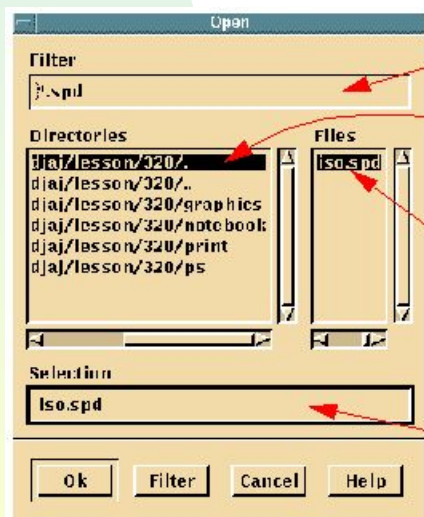 Open
Filter
*.spd
Directories
Files
djaj/lesson/320/.
djaj/lesson/320/..
djaj/lesson/320/graphics
djaj/lesson/320/notebook
djaj/lesson/320/print
djaj/lesson/320/ps
iso.spd
Selection
iso.spd
Ok
Filter
Cancel
Help